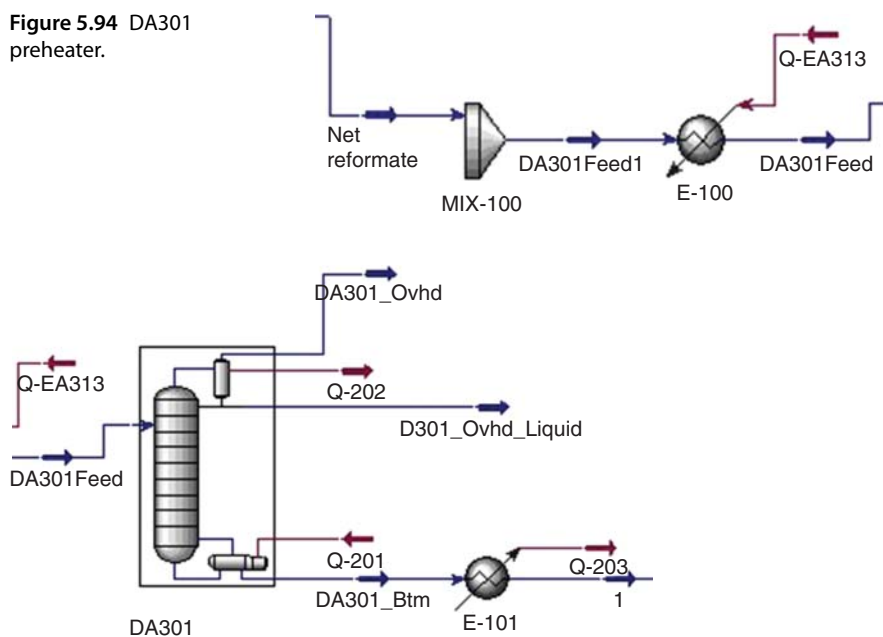 Figure 5.94 DA301
preheater.
Q-EA313
Net
reformate
DA301Feed1
DA301Feed
MIX-100
E-100
DA301_Ovhd
Q-EA313
Q-202
D301_Ovhd_Liquid
DA301Feed
Q-201
Q-203
DA301_Btm
1
E-101
DA301